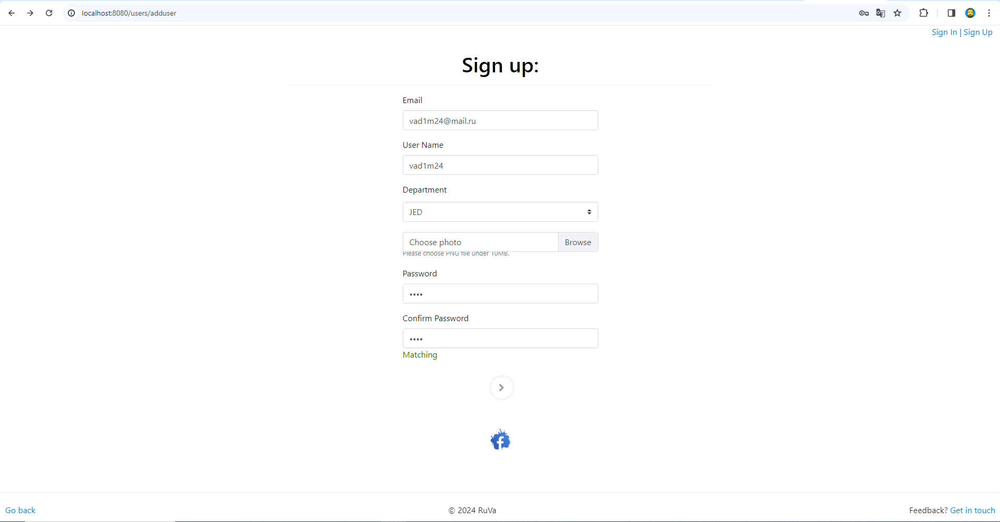 localhost:8080/users/adduser
Sign In | Sign Up
Sign up:
Email
vad1m24@mail.ru
User Name
vad1m24
Department
JED
Choose photo
Browse
Please choose PNG file under 10MB.
Password
••••
Confirm Password
••••
Matching
Go back
© 2024 RuVa
Feedback? Get in touch